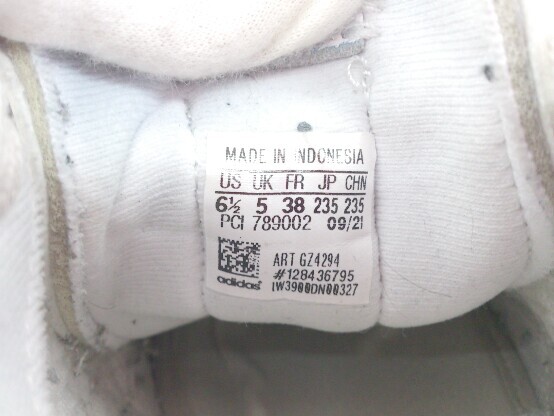 MADE IN INDONESIA
US UK FR JP CHN
6½ 5 38 235 235
PCI 789002 09/21
ART GZ4294
#128436795
adidas 1W3900DN00327